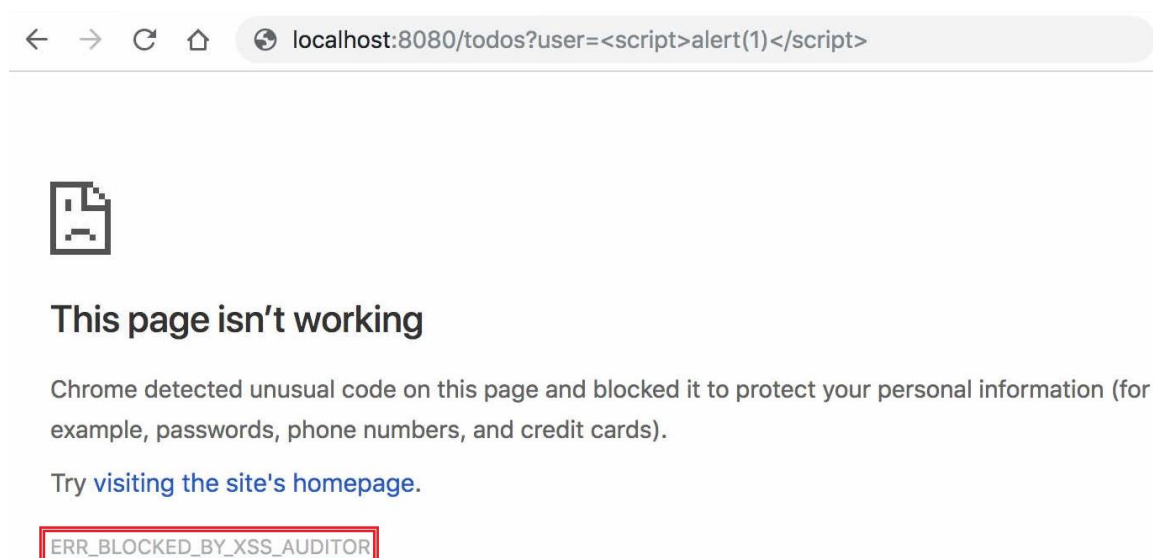 localhost:8080/todos?user=<script>alert(1)</script>
This page isn’t working
Chrome detected unusual code on this page and blocked it to protect your personal information (for
example, passwords, phone numbers, and credit cards).
Try visiting the site's homepage.
ERR_BLOCKED_BY_XSS_AUDITOR